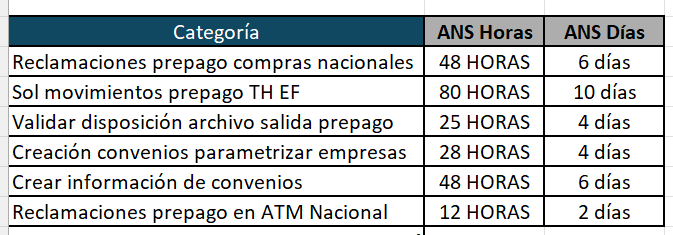 Categoría ANS Horas ANS Días
Reclamaciones prepago compras nacionales 48 HORAS 6 días
Sol movimientos prepago TH EF 80 HORAS 10 días
Validar disposición archivo salida prepago 25 HORAS 4 días
Creación convenios parametrizar empresas 28 HORAS 4 días
Crear información de convenios 48 HORAS 6 días
Reclamaciones prepago en ATM Nacional 12 HORAS 2 días